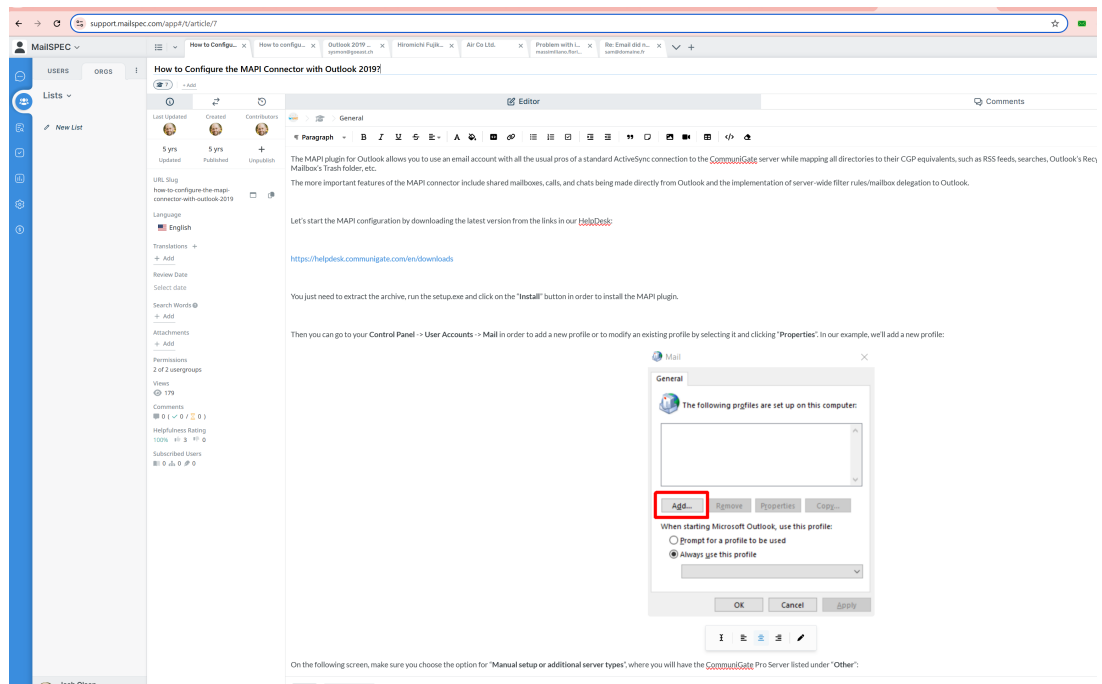 support.mailspec.com/app#/t/article/7
MailSPEC
How to Configu...
How to configu...
Outlook 2019 ...
sysmon@gaeast.ch
Hiromichi Fujik...
Air Co Ltd.
Problem with i...
Re: Email did n...
sam@domaine.fr
USERS
ORGS
How to Configure the MAPI Connector with Outlook 2019?
7
+ Add
Lists
New List
Editor
Comments
Last Updated
Created
Contributors
General
5 yrs
5 yrs
+
Updated
Published
Unpublish
Paragraph
The MAPI plugin for Outlook allows you to use an email account with all the usual pros of a standard ActiveSync connection to the CommuniGate server while mapping all directories to their CGP equivalents, such as RSS feeds, searches, Outlook's Recy
Mailbox's Trash folder, etc.
The more important features of the MAPI connector include shared mailboxes, calls, and chats being made directly from Outlook and the implementation of server-wide filter rules/mailbox delegation to Outlook.
URL Slug
how-to-configure-the-mapi-
connector-with-outlook-2019
Language
English
Let's start the MAPI configuration by downloading the latest version from the links in our HelpDesk:
Translations +
+ Add
https://helpdesk.communigate.com/en/downloads
Review Date
Select date
You just need to extract the archive, run the setup.exe and click on the "Install" button in order to install the MAPI plugin.
Search Words
+ Add
Attachments
+ Add
Then you can go to your Control Panel -> User Accounts -> Mail in order to add a new profile or to modify an existing profile by selecting it and clicking "Properties". In our example, we'll add a new profile:
Permissions
2 of 2 usergroups
Views
179
Comments
0 ( 0 / 0 )
Helpfulness Rating
100% 3 0
Subscribed Users
0 0 0
Mail
General
The following profiles are set up on this computer:
Add...
Remove
Properties
Copy...
When starting Microsoft Outlook, use this profile:
Prompt for a profile to be used
Always use this profile
OK
Cancel
Apply
On the following screen, make sure you choose the option for "Manual setup or additional server types", where you will have the CommuniGate Pro Server listed under "Other":